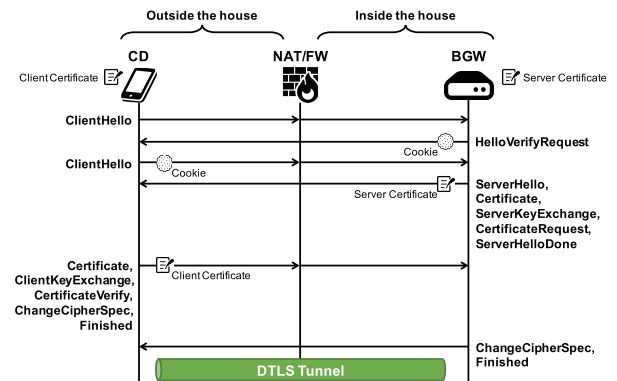 Outside the house
Inside the house
CD
NAT/FW
BGW
Client Certificate
Server Certificate
ClientHello
HelloVerifyRequest
Cookie
ClientHello
Cookie
Server Certificate
ServerHello,
Certificate,
ServerKeyExchange,
CertificateRequest,
ServerHelloDone
Certificate,
ClientKeyExchange,
CertificateVerify,
ChangeCipherSpec,
Finished
Client Certificate
ChangeCipherSpec,
Finished
DTLS Tunnel